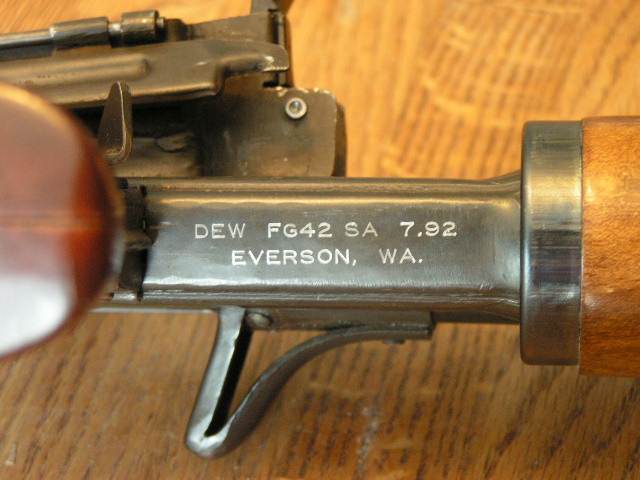 DEW FG42 SA 7.92
EVERSON, WA.